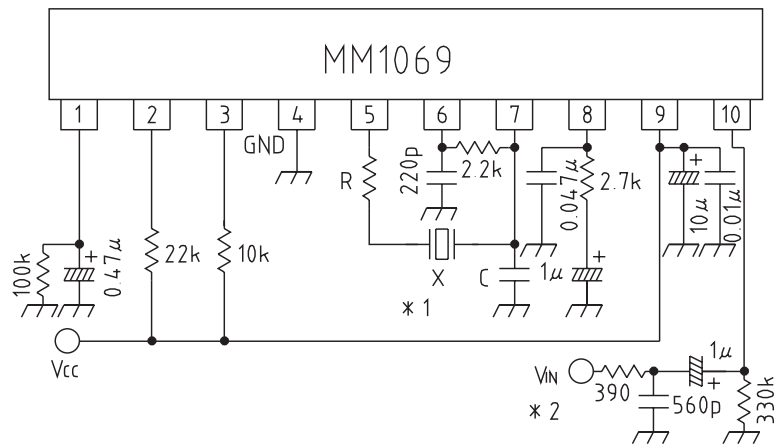 MM1069
1 2 3 4 5 6 7 8 9 10
GND
R
220p
2.2k
0.047μ
2.7k
10μ
0.01μ
100k
0.47μ
22k
10k
X
C
1μ
* 1
Vcc
VIN
390
560p
1μ
330k
* 2
+
+
+
+